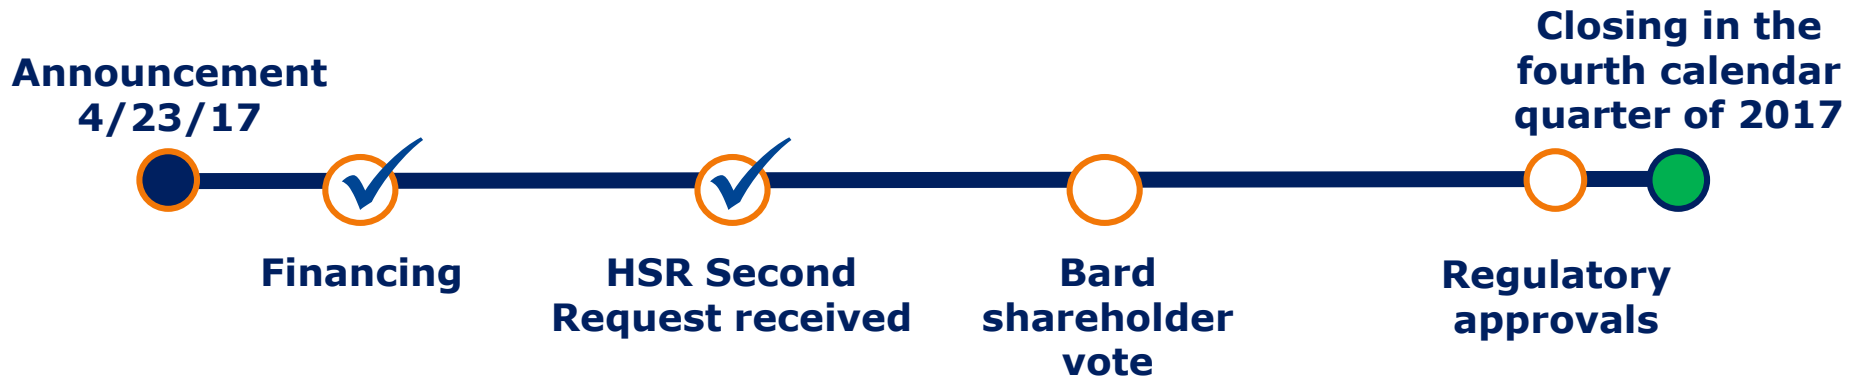 Announcement
4/23/17
Financing
HSR Second
Request received
Bard
shareholder
vote
Regulatory
approvals
Closing in the
fourth calendar
quarter of 2017